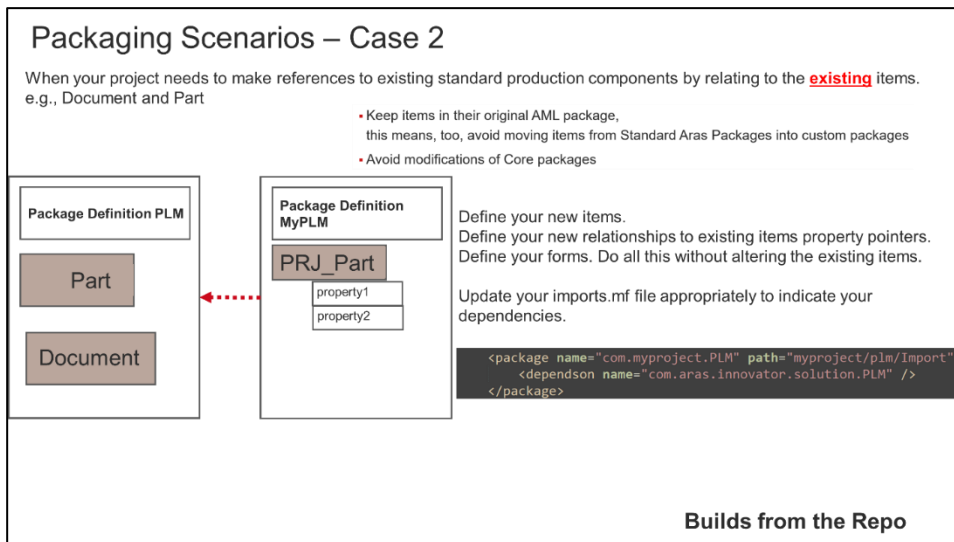 Packaging Scenarios – Case 2
When your project needs to make references to existing standard production components by relating to the existing items.
e.g., Document and Part
▪ Keep items in their original AML package,
this means, too, avoid moving items from Standard Aras Packages into custom packages
▪ Avoid modifications of Core packages
Package Definition PLM
Part
Document
Package Definition
MyPLM
PRJ_Part
property1
property2
Define your new items.
Define your new relationships to existing items property pointers.
Define your forms. Do all this without altering the existing items.
Update your imports.mf file appropriately to indicate your
dependencies.
<package name="com.myproject.PLM" path="myproject/plm/Import"
<dependson name="com.aras.innovator.solution.PLM" />
</package>
Builds from the Repo